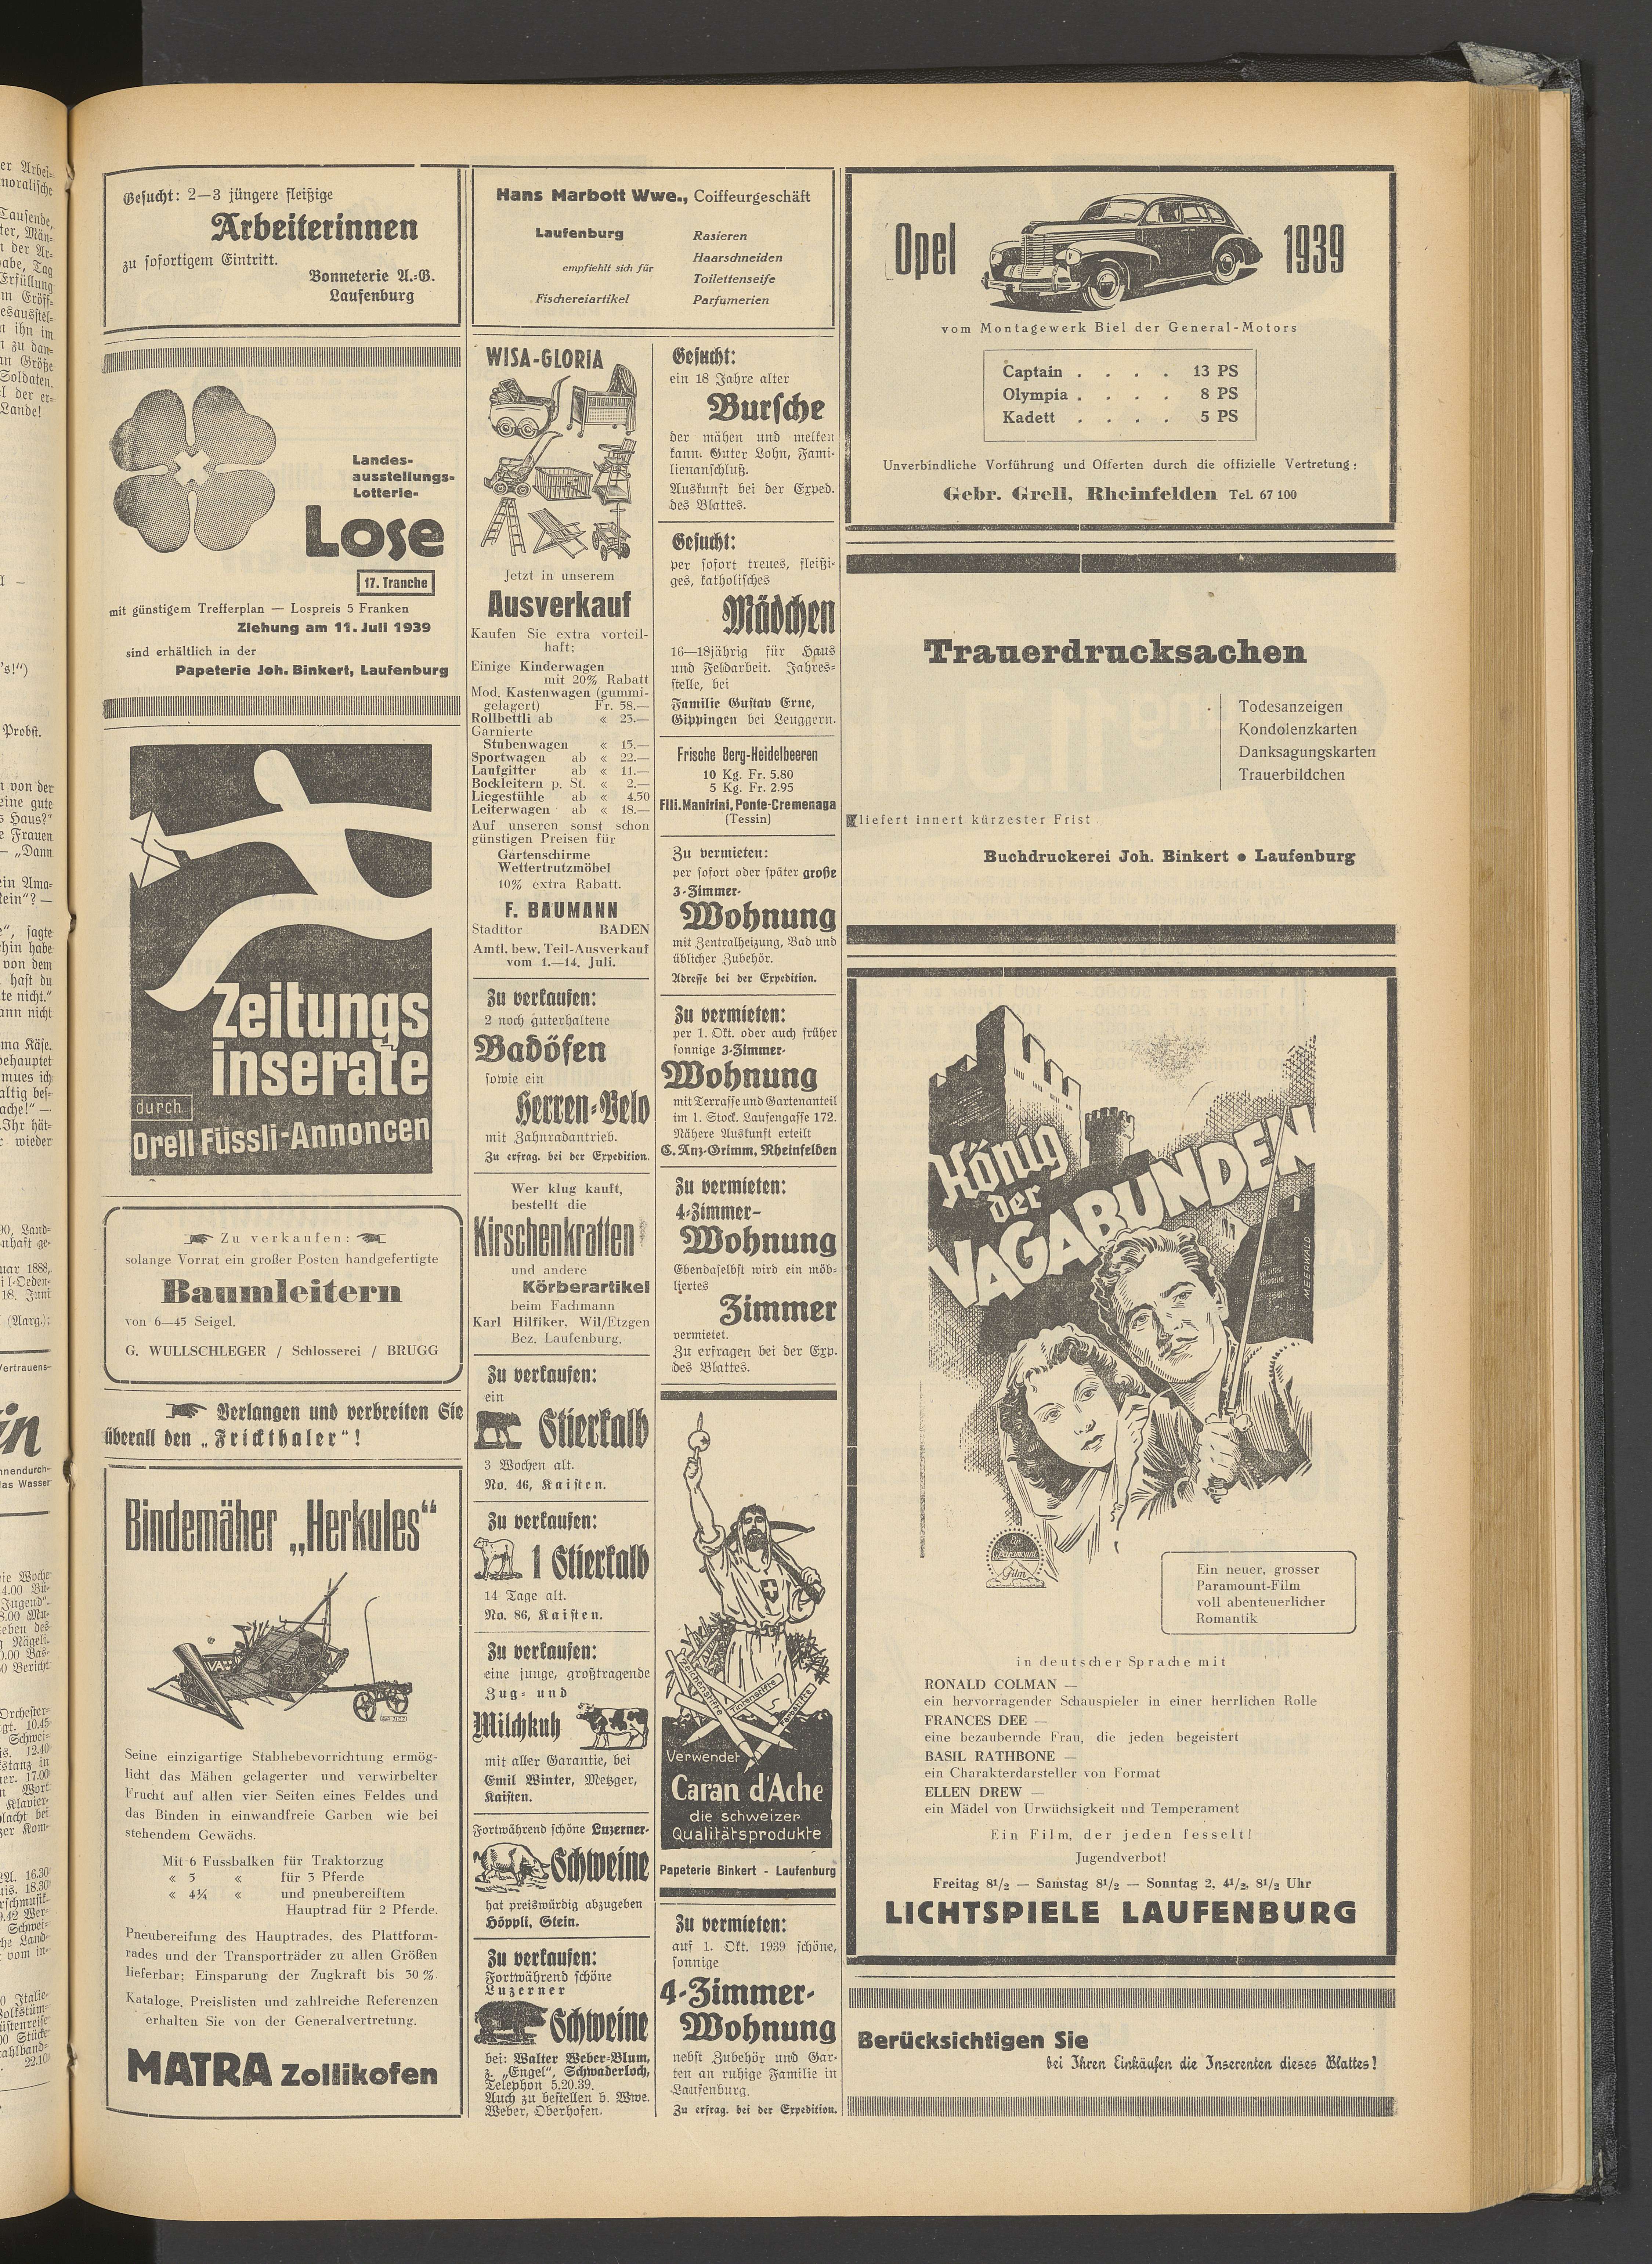 Gesucht: 2—3 jüngere fleißige
Arbeiterinnen
zu sofortigem Eintritt.
Bonneterie A.-G.
Laufenburg
Landes-
ausstellungs-
Lotterie-
Lose
17. Tranche
mit günstigem Trefferplan — Lospreis 5 Franken
Ziehung am 11. Juli 1939
sind erhältlich in der
Papeterie Joh. Binkert, Laufenburg
Zeitungs
inserate
durch
Orell Füssli-Annoncen
Zu verkaufen:
solange Vorrat ein großer Posten handgefertigte
Baumleitern
von 6—45 Seigel.
G. WULLSCHLEGER / Schlosserei / BRUGG
Verlangen und verbreiten Sie
überall den „Frickthaler"!
Bindemäher „Herkules"
Seine einzigartige Stabhebevorrichtung ermög-
licht das Mähen gelagerter und verwirbelter
Frucht auf allen vier Seiten eines Feldes und
das Binden in einwandfreie Garben wie bei
stehendem Gewächs.
Mit 6 Fussbalken für Traktorzug
« 5 « für 3 Pferde
« 4¼ « und pneubereiftem
Hauptrad für 2 Pferde.
Pneubereifung des Hauptrades, des Plattform-
rades und der Transporträder zu allen Größen
lieferbar; Einsparung der Zugkraft bis 30 %.
Kataloge, Preislisten und zahlreiche Referenzen
erhalten Sie von der Generalvertretung.
MATRA Zollikofen
Hans Marbott Wwe., Coiffeurgeschäft
Laufenburg
empfiehlt sich für
Fischereiartikel
Rasieren
Haarschneiden
Toilettenseife
Parfumerien
WISA-GLORIA
Jetzt in unserem
Ausverkauf
Kaufen Sie extra vorteil-
haft;
Einige Kinderwagen
mit 20% Rabatt
Mod. Kastenwagen (gummi-
gelagert) Fr. 58.—
Rollbettli ab « 25.—
Garnierte
Stubenwagen « 15.—
Sportwagen ab « 22.—
Laufgitter ab « 11.—
Bockleitern p. St. « 2.—
Liegestühle ab « 4.50
Leiterwagen ab « 18.—
Auf unseren sonst schon
günstigen Preisen für
Gartenschirme
Wettertrutzmöbel
10% extra Rabatt.
F. BAUMANN
Stadttor BADEN
Amtl. bew. Teil-Ausverkauf
vom 1.—14. Juli.
Zu verkaufen:
2 noch guterhaltene
Badöfen
sowie ein
Herren-Velo
mit Zahnradantrieb.
Zu erfrag. bei der Expedition.
Wer klug kauft,
bestellt die
Kirschenkratten
und andere
Körberartikel
beim Fachmann
Karl Hilfiker, Wil/Etzgen
Bez. Laufenburg.
Zu verkaufen:
ein
Stierkalb
3 Wochen alt.
No. 46, Kaisten.
Zu verkaufen:
1 Stierkalb
14 Tage alt.
No. 86, Kaisten.
Zu verkaufen:
eine junge, großtragende
Zug- und
Milchkuh
mit aller Garantie, bei
Emil Winter, Metzger,
Kaisten.
Fortwährend schöne Luzerner-
Schweine
hat preiswürdig abzugeben
Höppli, Stein.
Zu verkaufen:
Fortwährend schöne
Luzerner
Schweine
bei: Walter Weber-Blum,
z. „Engel", Schwaderloch,
Telephon 5.20.39.
Auch zu bestellen b. Wwe.
Weber, Oberhofen.
Gesucht:
ein 18 Jahre alter
Bursche
der mähen und melken
kann. Guter Lohn, Fami-
lienanschluß.
Auskunft bei der Exped.
des Blattes.
Gesucht:
per sofort treues, fleißi-
ges, katholisches
Mädchen
16—18jährig für Haus
und Feldarbeit. Jahres-
stelle, bei
Familie Gustav Erne,
Gippingen bei Leuggern.
Frische Berg-Heidelbeeren
10 Kg. Fr. 5.80
5 Kg. Fr. 2.95
Flli. Manfrini, Ponte-Cremenaga
(Tessin)
Zu vermieten:
per sofort oder später große
3-Zimmer-
Wohnung
mit Zentralheizung, Bad und
üblicher Zubehör.
Adresse bei der Expedition.
Zu vermieten:
per 1. Okt. oder auch früher
sonnige 3-Zimmer-
Wohnung
mit Terrasse und Gartenanteil
im 1. Stock. Laufengasse 172.
Nähere Auskunft erteilt
C. Anz-Grimm, Rheinfelden
Zu vermieten:
4-Zimmer-
Wohnung
Ebendaselbst wird ein möb-
liertes
Zimmer
vermietet.
Zu erfragen bei der Exp.
des Blattes.
Zeichenstifte
Tintenstifte
Farbstifte
Verwendet
Caran d'Ache
die schweizer
Qualitätsprodukte
Papeterie Binkert - Laufenburg
Zu vermieten:
auf 1. Okt. 1939 schöne,
sonnige
4-Zimmer-
Wohnung
nebst Zubehör und Gar-
ten an ruhige Familie in
Laufenburg.
Zu erfrag. bei der Expedition.
Opel 1939
vom Montagewerk Biel der General-Motors
Captain . . . . 13 PS
Olympia . . . . 8 PS
Kadett . . . . 5 PS
Unverbindliche Vorführung und Offerten durch die offizielle Vertretung:
Gebr. Grell, Rheinfelden Tel. 67 100
Trauerdrucksachen
Todesanzeigen
Kondolenzkarten
Danksagungskarten
Trauerbildchen
liefert innert kürzester Frist
Buchdruckerei Joh. Binkert • Laufenburg
König
der
VAGABUNDEN
MEERWALD
Ein
Paramount
Film
Ein neuer, grosser
Paramount-Film
voll abenteuerlicher
Romantik
in deutscher Sprache mit
RONALD COLMAN —
ein hervorragender Schauspieler in einer herrlichen Rolle
FRANCES DEE —
eine bezaubernde Frau, die jeden begeistert
BASIL RATHBONE —
ein Charakterdarsteller von Format
ELLEN DREW —
ein Mädel von Urwüchsigkeit und Temperament
Ein Film, der jeden fesselt!
Jugendverbot!
Freitag 8½ — Samstag 8½ — Sonntag 2, 4½, 8½ Uhr
LICHTSPIELE LAUFENBURG
Berücksichtigen Sie
bei Ihren Einkäufen die Inserenten dieses Blattes!